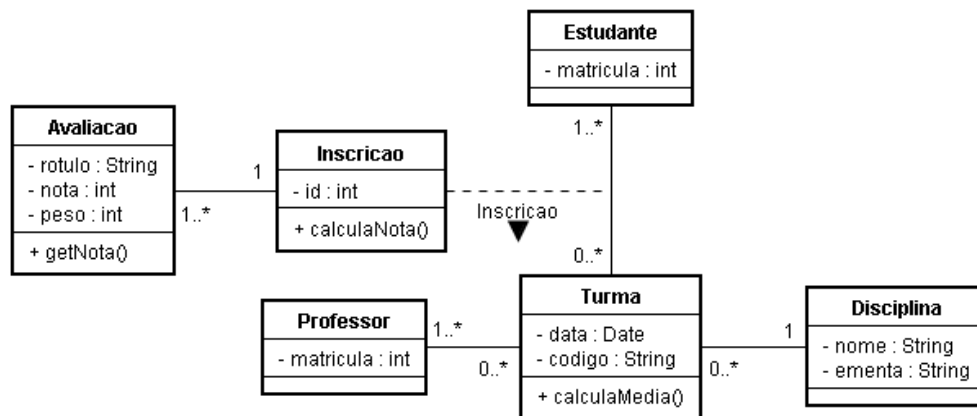 Estudante
- matricula : int
1..*
Avaliacao
- rotulo : String
- nota : int
- peso : int
+ getNota()
1..*
1
Inscricao
- id : int
+ calculaNota()
Inscricao
0..*
Professor
- matricula : int
1..*
0..*
Turma
- data : Date
- codigo : String
+ calculaMedia()
1
0..*
Disciplina
- nome : String
- ementa : String